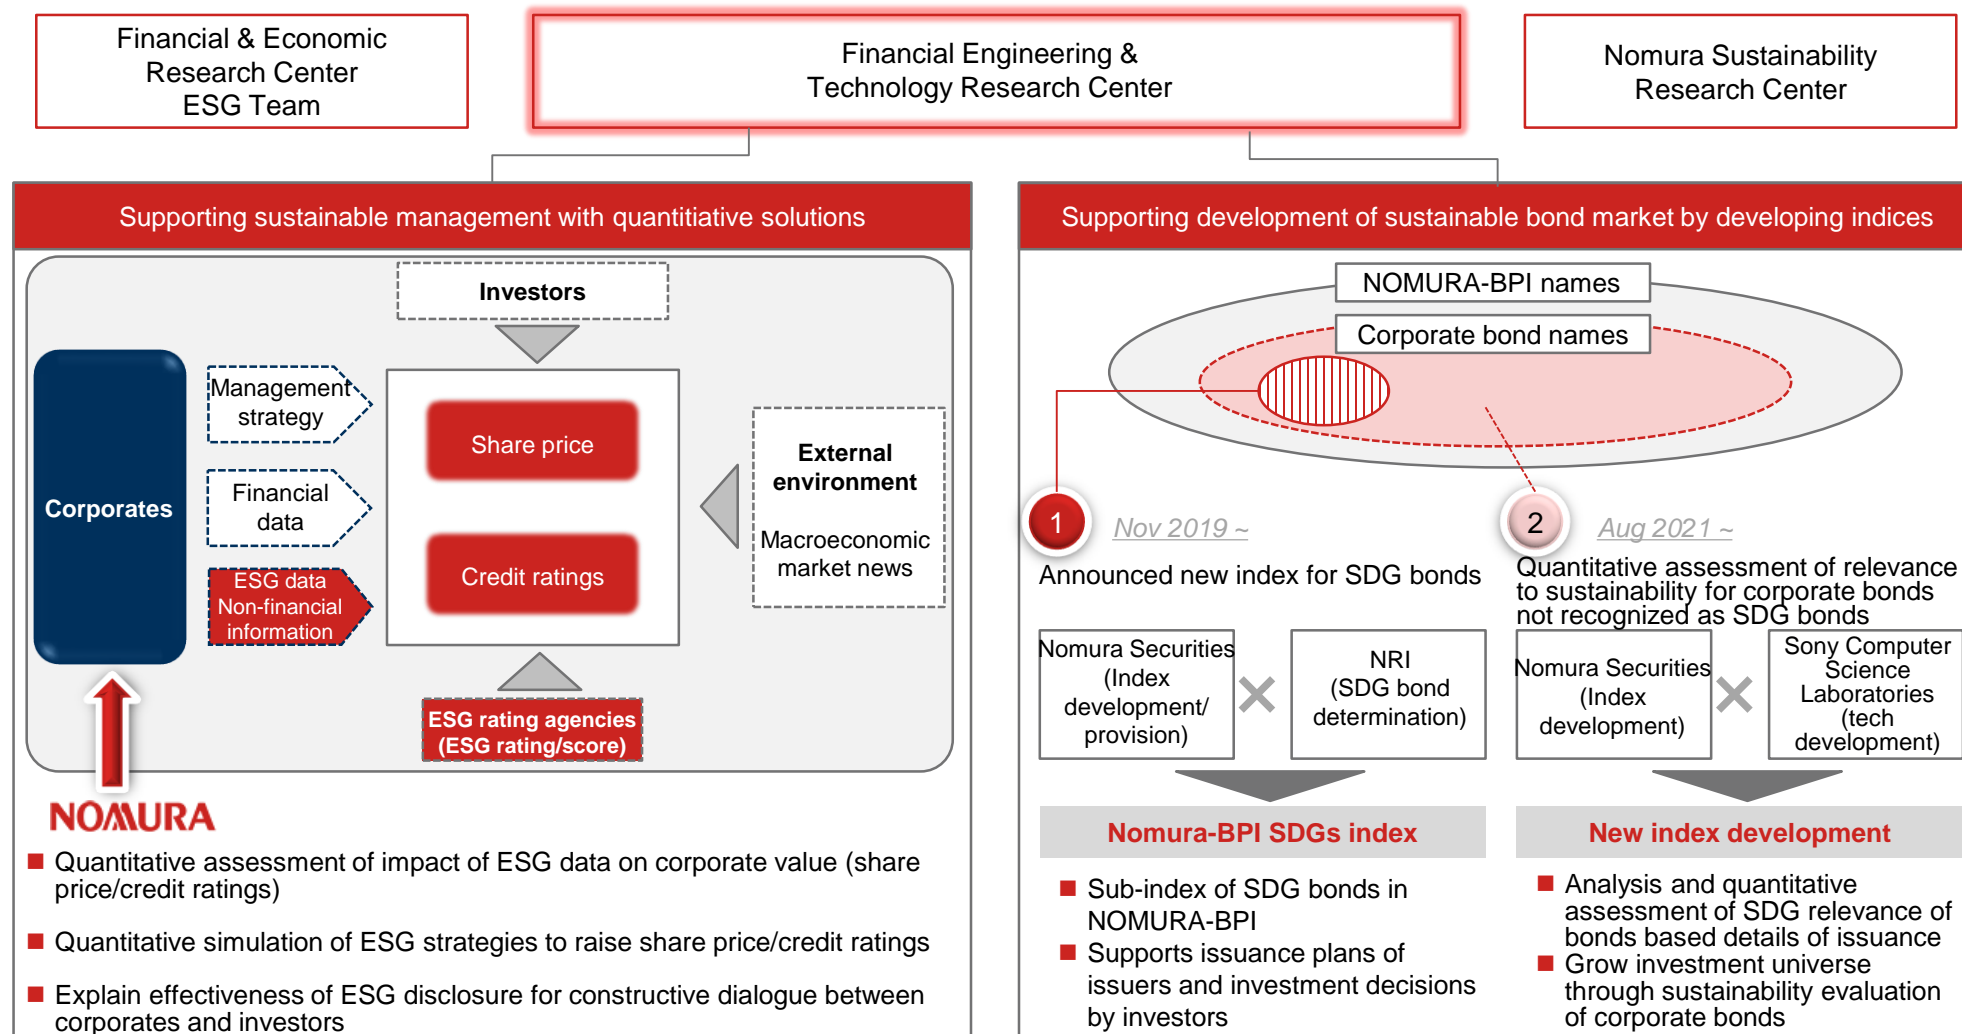 Financial & Economic
Research Center
ESG Team
Financial Engineering &
Technology Research Center
Nomura Sustainability
Research Center
Supporting sustainable management with quantitiative solutions
Investors
Corporates
Management
strategy
Financial
data
ESG data
Non-financial
information
Share price
Credit ratings
External
environment
Macroeconomic
market news
ESG rating agencies
(ESG rating/score)
NOMURA
■ Quantitative assessment of impact of ESG data on corporate value (share
price/credit ratings)
■ Quantitative simulation of ESG strategies to raise share price/credit ratings
■ Explain effectiveness of ESG disclosure for constructive dialogue between
corporates and investors
Supporting development of sustainable bond market by developing indices
NOMURA-BPI names
Corporate bond names
1
Nov 2019 ~
Announced new index for SDG bonds
Nomura Securities
(Index
development/
provision)
×
NRI
(SDG bond
determination)
Nomura-BPI SDGs index
■ Sub-index of SDG bonds in
NOMURA-BPI
■ Supports issuance plans of
issuers and investment decisions
by investors
2
Aug 2021 ~
Quantitative assessment of relevance
to sustainability for corporate bonds
not recognized as SDG bonds
Nomura Securities
(Index
development)
×
Sony Computer
Science
Laboratories
(tech
development)
New index development
■ Analysis and quantitative
assessment of SDG relevance of
bonds based details of issuance
■ Grow investment universe
through sustainability evaluation
of corporate bonds